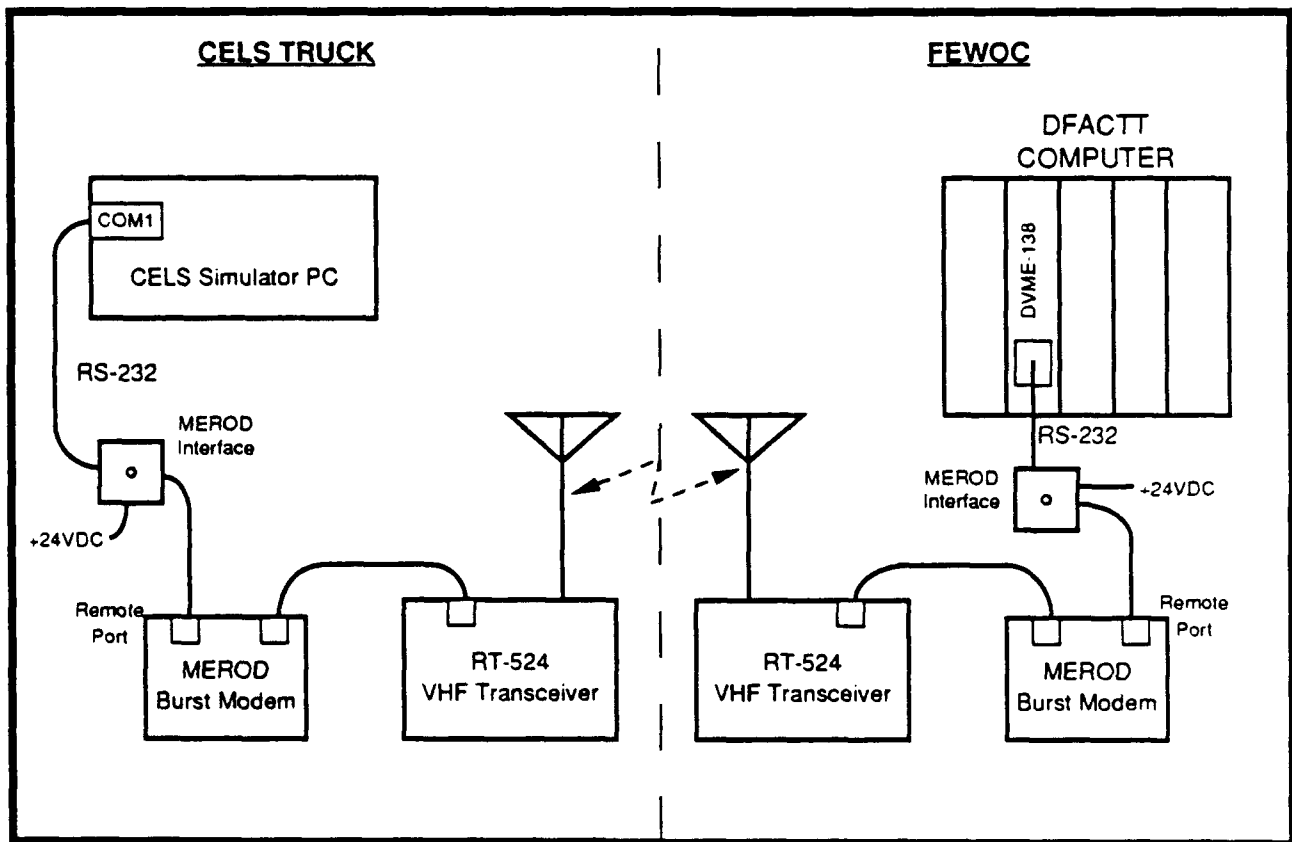 CELS TRUCK
COM1
CELS Simulator PC
RS-232
MEROD
Interface
+24VDC
Remote
Port
MEROD
Burst Modem
RT-524
VHF Transceiver
FEWOC
DFACTT
COMPUTER
DVME-138
RS-232
MEROD
Interface
+24VDC
RT-524
VHF Transceiver
Remote
Port
MEROD
Burst Modem